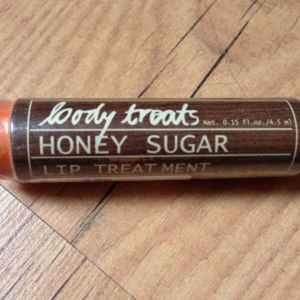 body treats
Net. 0.15 fl.oz./4.5 ml
HONEY SUGAR
LIP TREATMENT